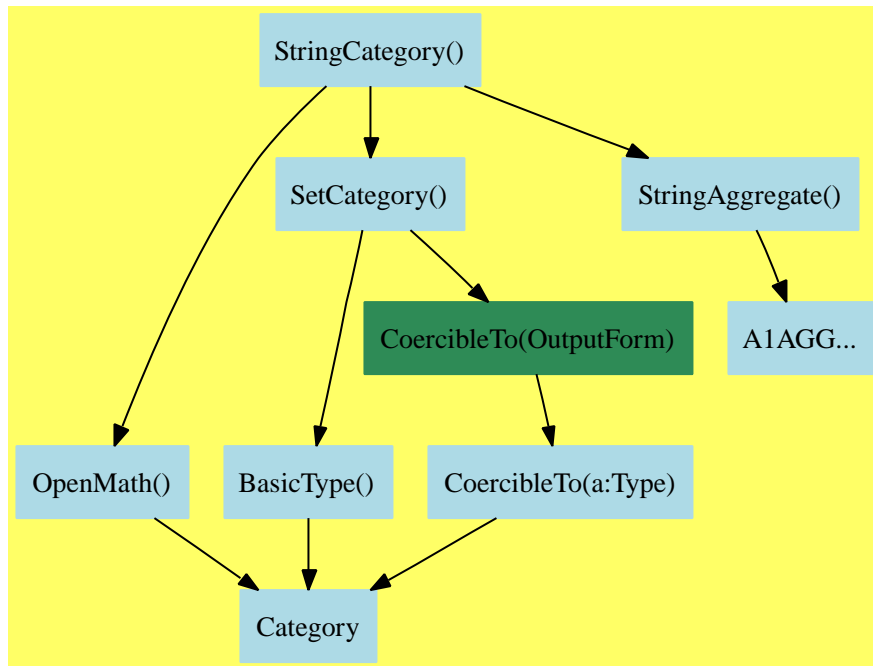 StringCategory()
SetCategory()
StringAggregate()
CoercibleTo(OutputForm)
A1AGG...
OpenMath()
BasicType()
CoercibleTo(a:Type)
Category